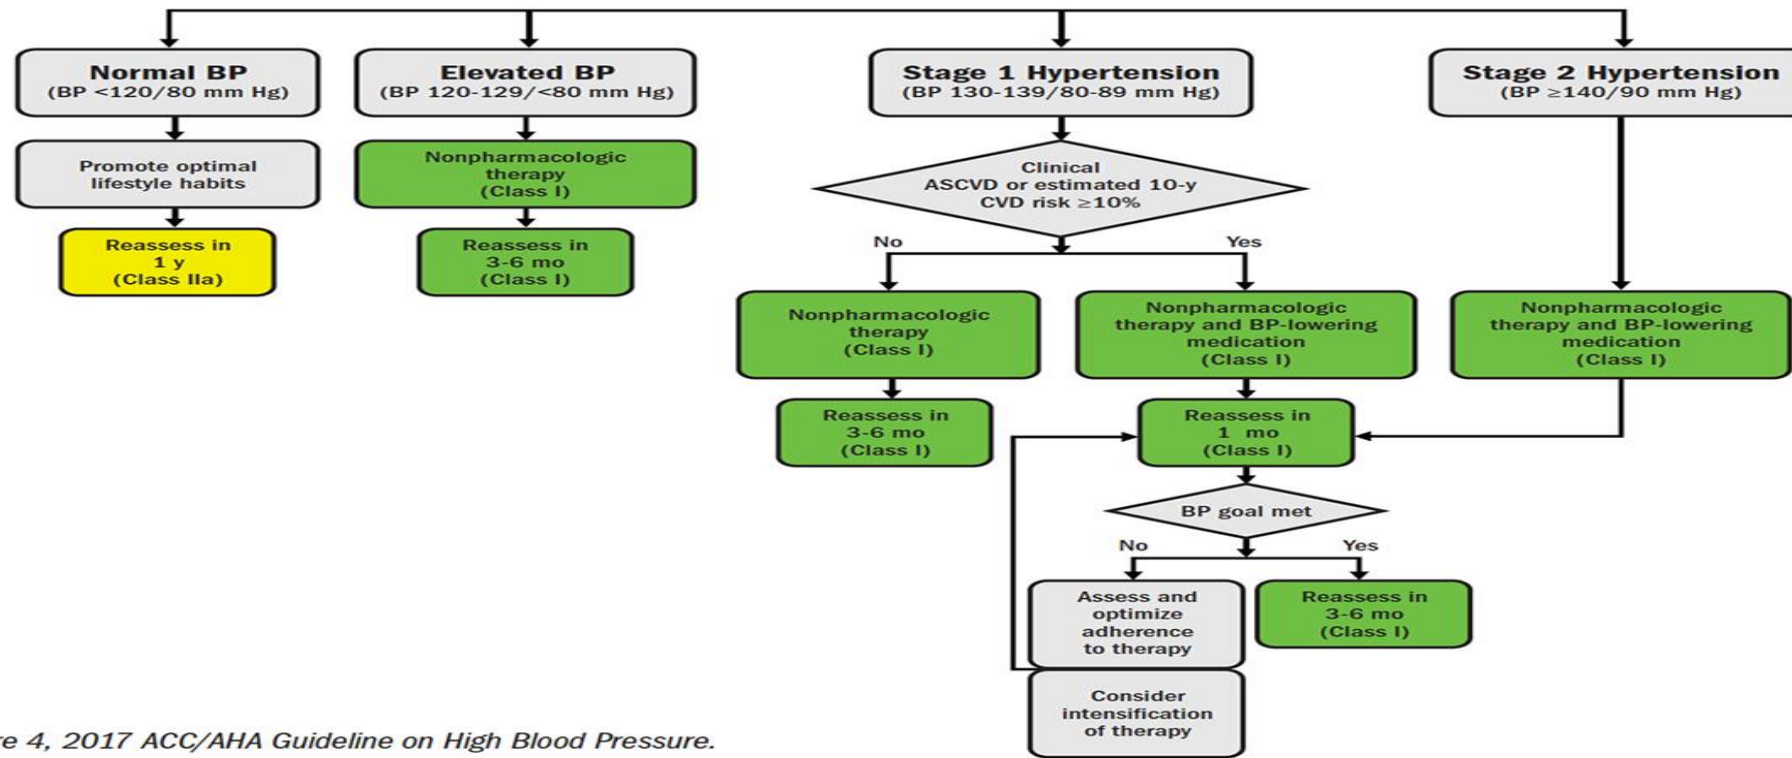 Normal BP
(BP <120/80 mm Hg)
Promote optimal
lifestyle habits
Reassess in
1 y
(Class IIa)
Elevated BP
(BP 120-129/<80 mm Hg)
Nonpharmacologic
therapy
(Class I)
Reassess in
3-6 mo
(Class I)
Stage 1 Hypertension
(BP 130-139/80-89 mm Hg)
Clinical
ASCVD or estimated 10-y
CVD risk ≥10%
No
Yes
Nonpharmacologic
therapy
(Class I)
Reassess in
3-6 mo
(Class I)
Nonpharmacologic
therapy and BP-lowering
medication
(Class I)
Reassess in
1 mo
(Class I)
BP goal met
No
Yes
Assess and
optimize
adherence
to therapy
Consider
intensification
of therapy
Reassess in
3-6 mo
(Class I)
Stage 2 Hypertension
(BP ≥140/90 mm Hg)
Nonpharmacologic
therapy and BP-lowering
medication
(Class I)
re 4, 2017 ACC/AHA Guideline on High Blood Pressure.